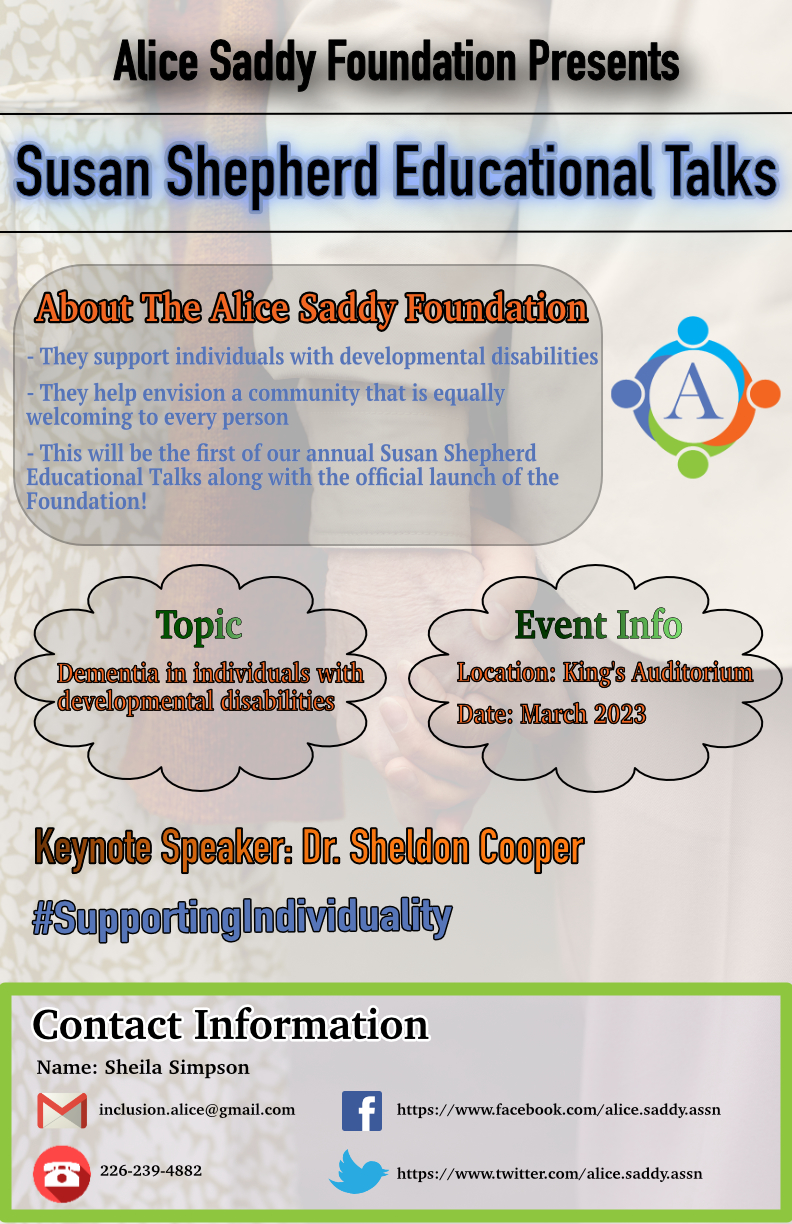 Alice Saddy Foundation Presents
Susan Shepherd Educational Talks
About The Alice Saddy Foundation
- They support individuals with developmental disabilities
- They help envision a community that is equally
welcoming to every person
- This will be the first of our annual Susan Shepherd
Educational Talks along with the official launch of the
Foundation!
A
Topic
Dementia in individuals with
developmental disabilities
Event Info
Location: King's Auditorium
Date: March 2023
Keynote Speaker: Dr. Sheldon Cooper
#SupportingIndividuality
Contact Information
Name: Sheila Simpson
inclusion.alice@gmail.com
f https://www.facebook.com/alice.saddy.assn
226-239-4882
https://www.twitter.com/alice.saddy.assn